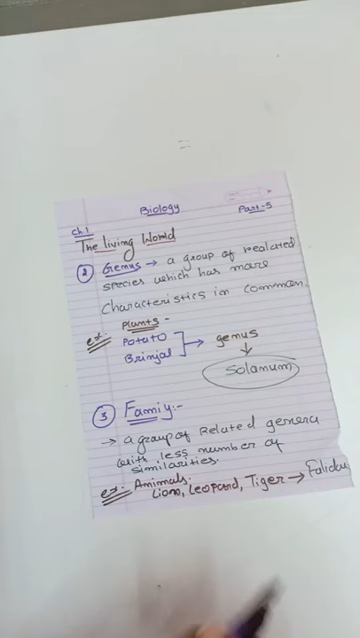 Biology
Part-5
Ch.1
The living World
2 Genus → a group of realated
species which has more
characteristics in common
Plants -
ex:- Potato
Brinjal → genus
↓
Solanum
3 Famiy:-
→ a group of Related genera
with less number of
similarities.
ex:- Animals:
Lion, Leopard, Tiger → Falidae